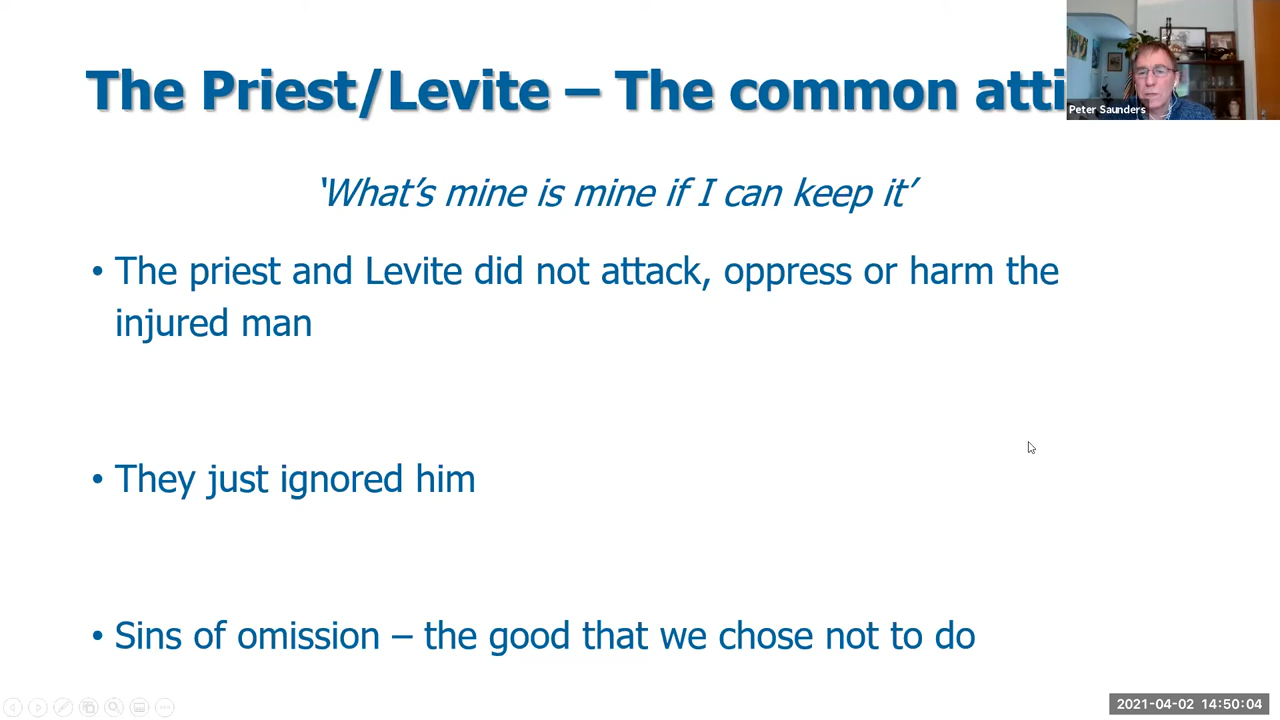 The Priest/Levite – The common atti
Peter Saunders
‘What’s mine is mine if I can keep it’
• The priest and Levite did not attack, oppress or harm the
injured man
• They just ignored him
• Sins of omission – the good that we chose not to do
2021-04-02 14:50:04